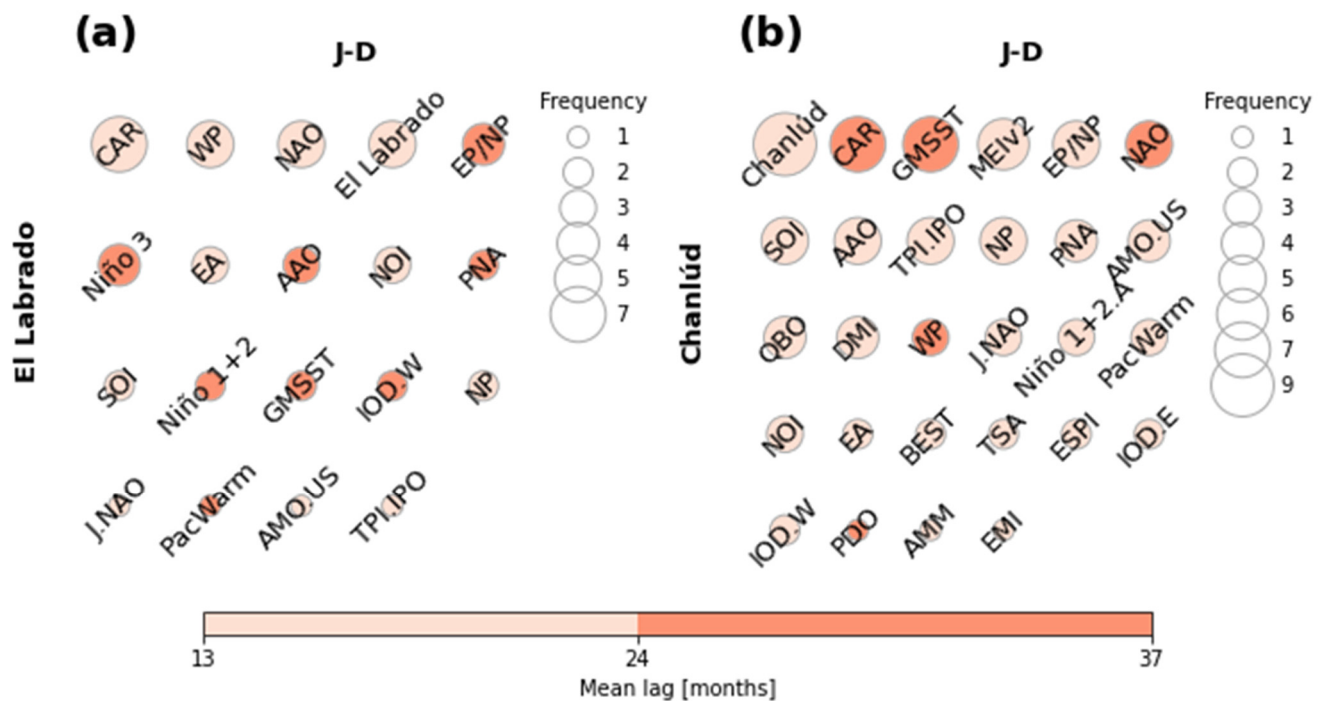 (a)
J-D
El Labrado
CAR WP NAO El Labrado EP/NP
Niño 3 EA AAO NOI PNA
SOI Niño 1+2 GMSST IOD.W NP
J.NAO PacWarm AMO.US TPI.IPO
Frequency
1
2
3
4
5
7
(b)
J-D
Chanlúd
Chanlúd CAR GMSST MEIv2 EP/NP NAO
SOI AAO TPI.IPO NP PNA AMO.US
QBO DMI WP J.NAO Niño 1+2.A PacWarm
NOI EA BEST TSA ESPI IOD.E
IOD.W PDO AMM EMI
Frequency
1
2
3
4
5
6
7
9
13 24 37
Mean lag [months]